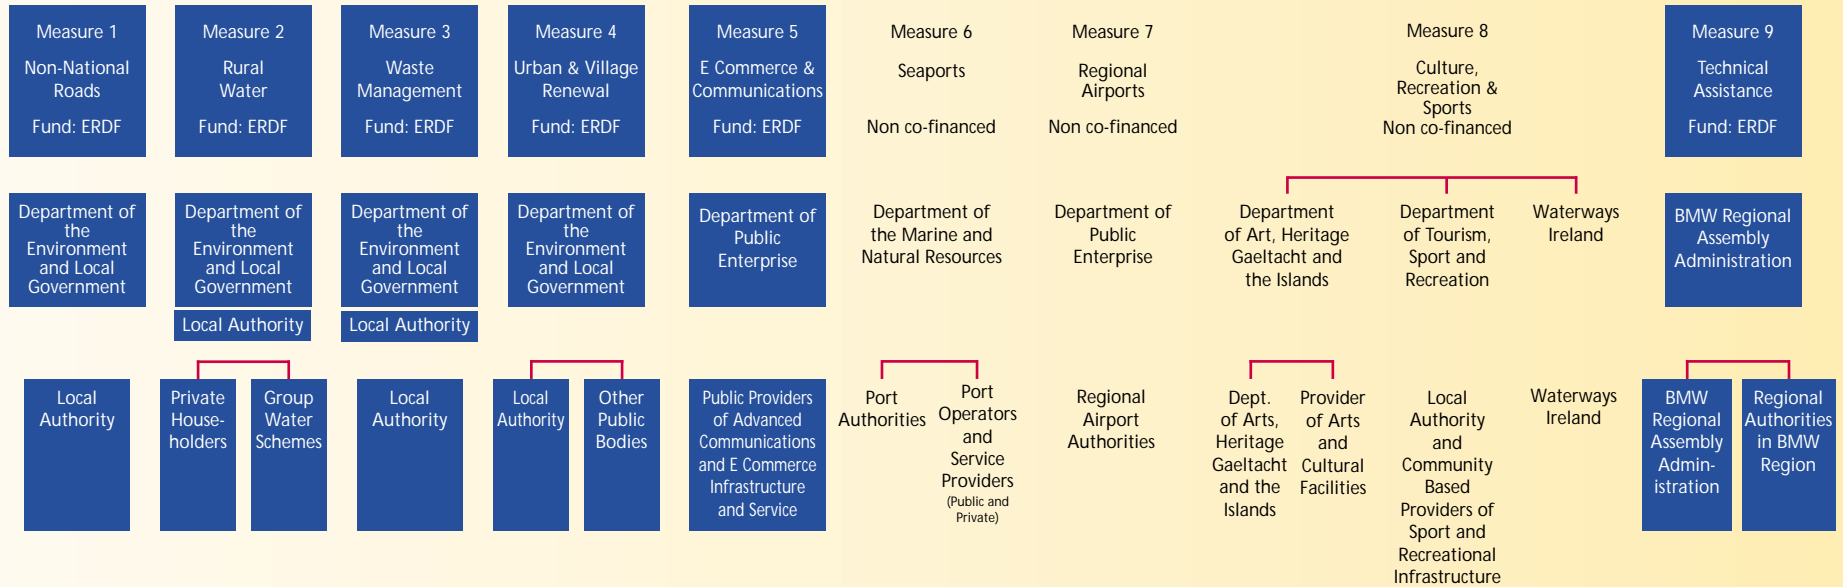 Measure 1
Non-National
Roads
Fund: ERDF
Measure 2
Rural
Water
Fund: ERDF
Measure 3
Waste
Management
Fund: ERDF
Measure 4
Urban & Village
Renewal
Fund: ERDF
Measure 5
E Commerce &
Communications
Fund: ERDF
Measure 6
Seaports
Non co-financed
Measure 7
Regional
Airports
Non co-financed
Measure 8
Culture,
Recreation &
Sports
Non co-financed
Measure 9
Technical
Assistance
Fund: ERDF
Department of
the
Environment
and Local
Government
Department of
the
Environment
and Local
Government
Local Authority
Department of
the
Environment
and Local
Government
Local Authority
Department of
the
Environment
and Local
Government
Department of
Public
Enterprise
Department of
the Marine and
Natural Resources
Department of
Public
Enterprise
Department
of Art, Heritage
Gaeltacht and
the Islands
Department
of Tourism,
Sport and
Recreation
Waterways
Ireland
BMW Regional
Assembly
Administration
Local
Authority
Private
House-
holders
Group
Water
Schemes
Local
Authority
Local
Authority
Other
Public
Bodies
Public Providers
of Advanced
Communications
and E Commerce
Infrastructure
and Service
Port
Authorities
Port
Operators
and
Service
Providers
(Public and
Private)
Regional
Airport
Authorities
Dept.
of Arts,
Heritage
Gaeltacht
and the
Islands
Provider
of Arts
and
Cultural
Facilities
Local
Authority
and
Community
Based
Providers of
Sport and
Recreational
Infrastructure
Waterways
Ireland
BMW
Regional
Assembly
Admin-
istration
Regional
Authorities
in BMW
Region